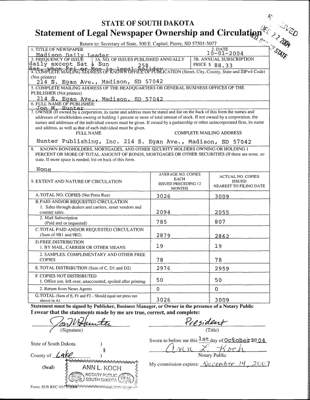 DEC 22 2004
STATE OF SOUTH DAKOTA
Statement of Legal Newspaper Ownership and Circulation
Return to: Secretary of State, 500 E. Capitol, Pierre, SD 57501-5077
1. TITLE OF NEWSPAPER
Madison Daily Leader
2. DATE
10-01-2004
3. FREQUENCY OF ISSUE
daily except Sat & Sun
3A. NO. OF ISSUES PUBLISHED ANNUALLY
259
3B. ANNUAL SUBSCRIPTION
PRICE $ 88.33
4. COMPLETE MAILING ADDRESS OF KNOWN OFFICE OF PUBLICATION (Street, City, County, State and ZIP+4 Code)
(Not printers)
214 S. Egan Ave., Madison, SD 57042
5. COMPLETE MAILING ADDRESS OF THE HEADQUARTERS OR GENERAL BUSINESS OFFICES OF THE
PUBLISHER (Not printers)
214 S. Egan Ave., Madison, SD 57042
6. FULL NAME OF PUBLISHER:
Jon M. Hunter
7. OWNER (If owned by a corporation, its name and address must be stated and also on the back of this form the names and
addresses of stockholders owning or holding 1 percent or more of total amount of stock. If not owned by a corporation, the
names and addresses of the individual owners must be given. If owned by a partnership or other unincorporated firm, its name
and address, as well as that of each individual must be given.
FULL NAME COMPLETE MAILING ADDRESS
Hunter Publishing, Inc. 214 S. Egan Ave., Madison, SD 57042
8. KNOWN BONDHOLDERS, MORTGAGES, AND OTHER SECURITY HOLDERS OWNING OR HOLDING 1
PERCENT OR MORE OF TOTAL AMOUNT OF BONDS, MORTGAGES OR OTHER SECURITIES (If there are none, so
state. If more space is needed, list on back of this form.
None
9. EXTENT AND NATURE OF CIRCULATION
AVERAGE NO. COPIES
EACH
ISSUED PRECEDING 12
MONTHS
ACTUAL NO. COPIES
ISSUED
NEAREST TO FILING DATE
A. TOTAL NO. COPIES (Net Press Run) 3026 3009
B. PAID AND/OR REQUESTED CIRCULATION
1. Sales through dealers and carriers, street vendors and
counter sales. 2094 2055
2. Mail Subscription
(Paid and or requested) 785 807
C. TOTAL PAID AND/OR REQUESTED CIRCULATION
(Sum of 9B1 and 9B2) 2879 2862
D. FREE DISTRIBUTION
1. BY MAIL, CARRIER OR OTHER MEANS 19 19
2. SAMPLES, COMPLIMENTARY AND OTHER FREE
COPIES 78 78
E. TOTAL DISTRIBUTION (Sum of C, D1 and D2) 2976 2959
F. COPIES NOT DISTRIBUTED
1. Office use, left over, unaccounted, spoiled after printing 50 50
2. Return from News Agents 0 0
G. TOTAL (Sum of E, F1 and F2 – Should equal net press run
shown in A) 3026 3009
Statement must be signed by Publisher, Business Manager, or Owner in the presence of a Notary Public
I swear that the statements made by me are true, correct, and complete:
Jon M Hunter President
(Signature) (Title)
State of South Dakota )
County of Lake )
Sworn to before me this 1st day of October 2004
Ann L. Koch
Notary Public
(Seal)
ANN L. KOCH
NOTARY PUBLIC
SOUTH DAKOTA
My commission expires: December 14, 2007